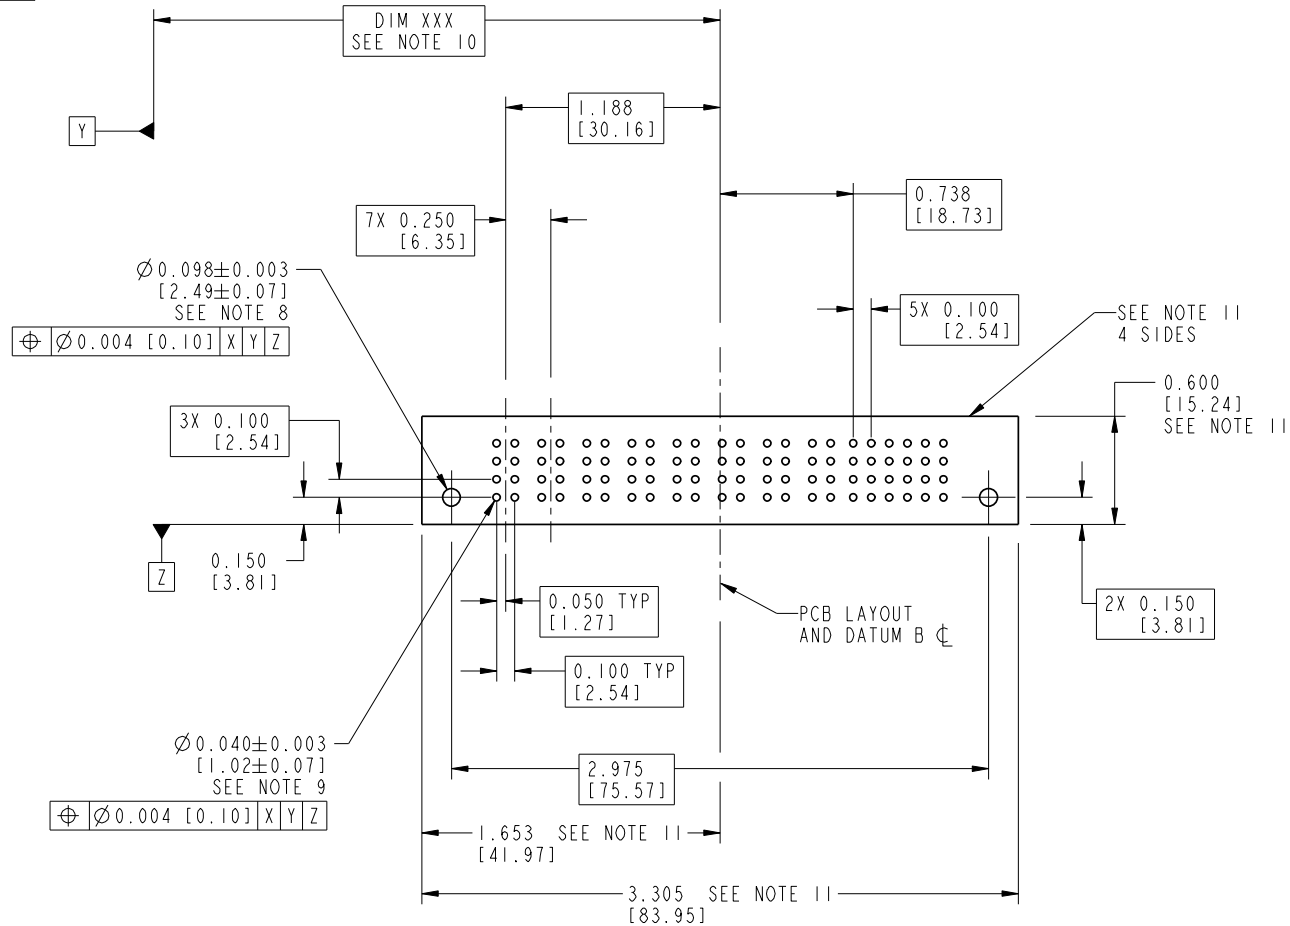 DIM XXX
SEE NOTE 10
Y
1.188
[30.16]
0.738
[18.73]
7X 0.250
[6.35]
Ø0.098±0.003
[2.49±0.07]
SEE NOTE 8
⌖ Ø0.004 [0.10] X Y Z
5X 0.100
[2.54]
SEE NOTE 11
4 SIDES
0.600
[15.24]
SEE NOTE 11
3X 0.100
[2.54]
Z
0.150
[3.81]
0.050 TYP
[1.27]
PCB LAYOUT
AND DATUM B ℄
2X 0.150
[3.81]
0.100 TYP
[2.54]
Ø0.040±0.003
[1.02±0.07]
SEE NOTE 9
⌖ Ø0.004 [0.10] X Y Z
2.975
[75.57]
1.653 SEE NOTE 11
[41.97]
3.305 SEE NOTE 11
[83.95]